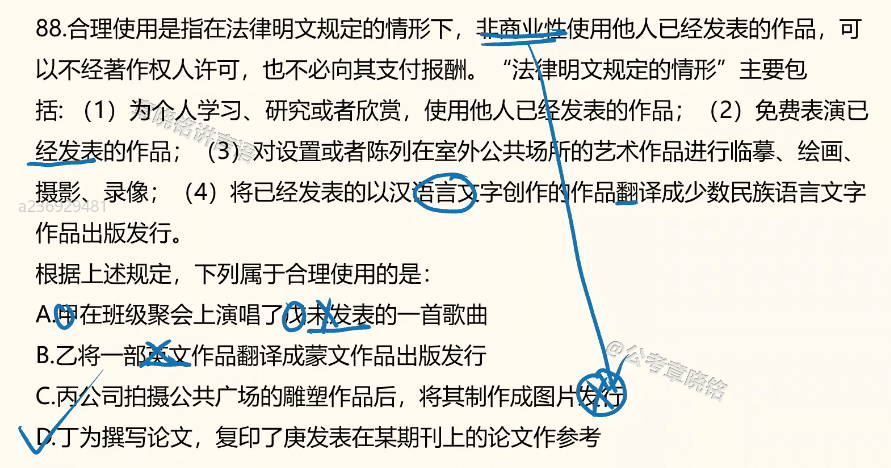 88.合理使用是指在法律明文规定的情形下，非商业性使用他人已经发表的作品，可
以不经著作权人许可，也不必向其支付报酬。“法律明文规定的情形”主要包
括：（1）为个人学习、研究或者欣赏，使用他人已经发表的作品；（2）免费表演已
经发表的作品；（3）对设置或者陈列在室外公共场所的艺术作品进行临摹、绘画、
摄影、录像；（4）将已经发表的以汉语言文字创作的作品翻译成少数民族语言文字
a236929481
作品出版发行。
根据上述规定，下列属于合理使用的是：
A.甲在班级聚会上演唱了戊未发表的一首歌曲
B.乙将一部英文作品翻译成蒙文作品出版发行
@公考章晓铭
C.丙公司拍摄公共广场的雕塑作品后，将其制作成图片发行
D.丁为撰写论文，复印了庚发表在某期刊上的论文作参考